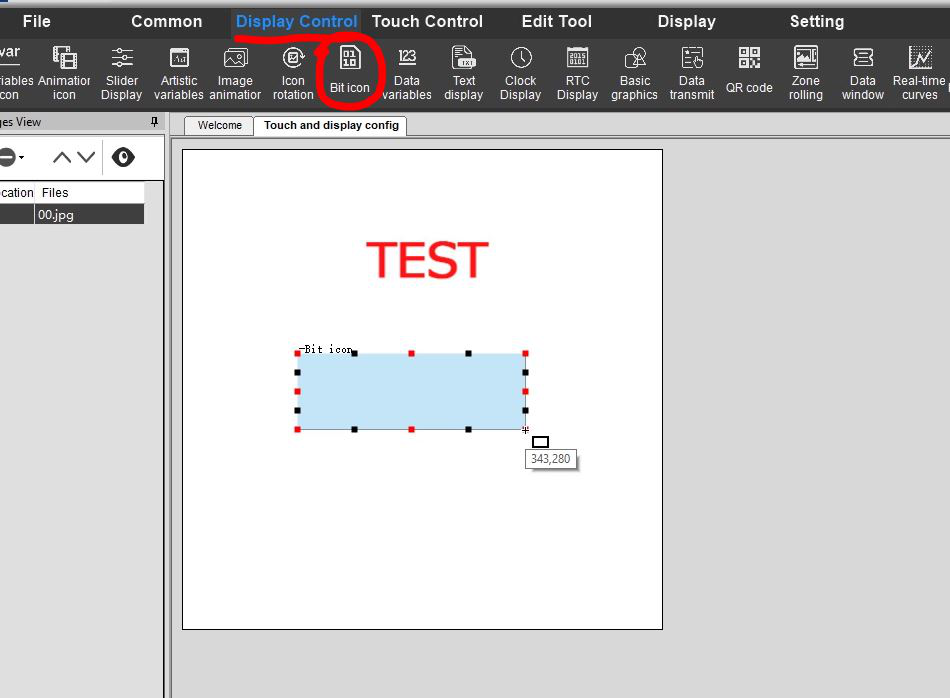 File Common Display Control Touch Control Edit Tool Display Setting
var
Animation icon
Slider Display
Artistic variables
Image animation
Icon rotation
Bit icon
01
10
Data variables
123
Text display
TXT
Clock Display
RTC Display
2015
0101
Basic graphics
Data transmit
QR code
Zone rolling
Data window
Real-time curves
ges View
Welcome Touch and display config
cation Files
00.jpg
TEST
Bit icon
343,280